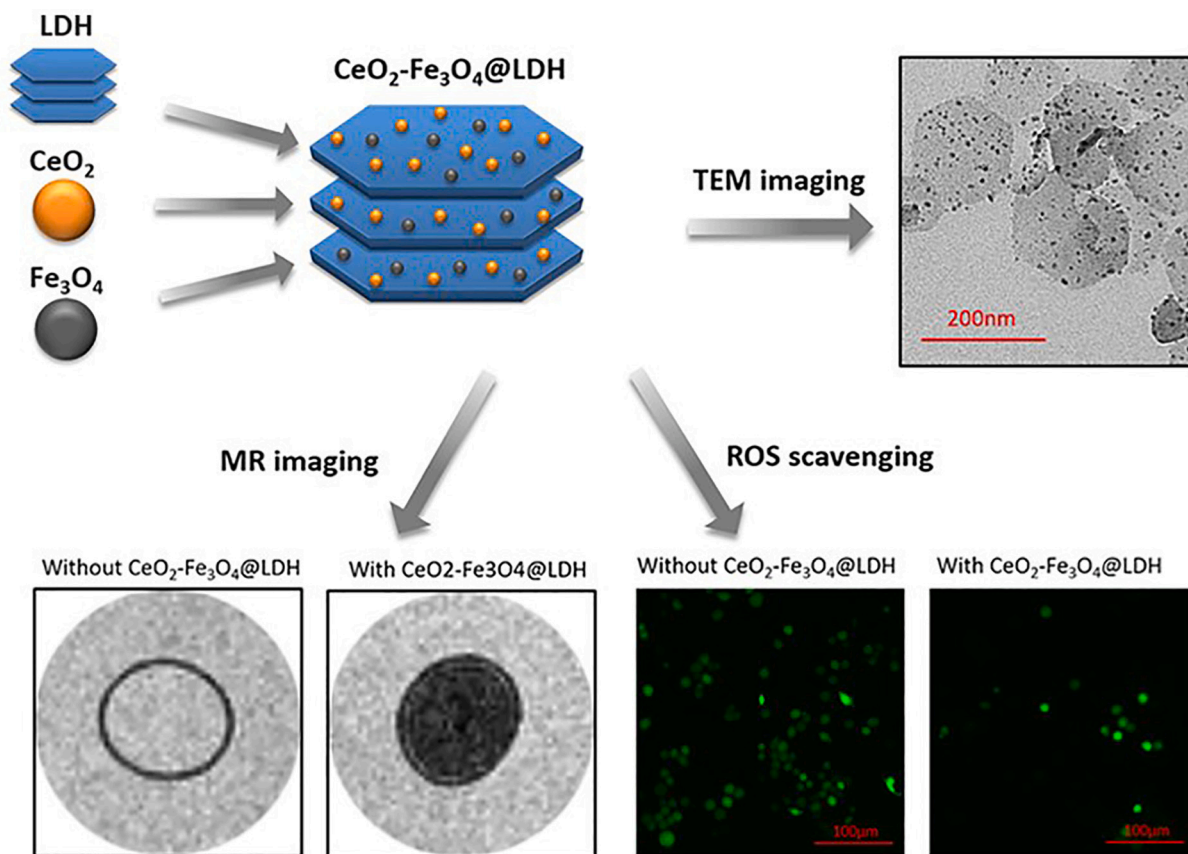 LDH
CeO₂
Fe₃O₄
CeO₂-Fe₃O₄@LDH
TEM imaging
200nm
MR imaging
ROS scavenging
Without CeO₂-Fe₃O₄@LDH
With CeO2-Fe3O4@LDH
Without CeO₂-Fe₃O₄@LDH
With CeO₂-Fe₃O₄@LDH
100μm
100μm